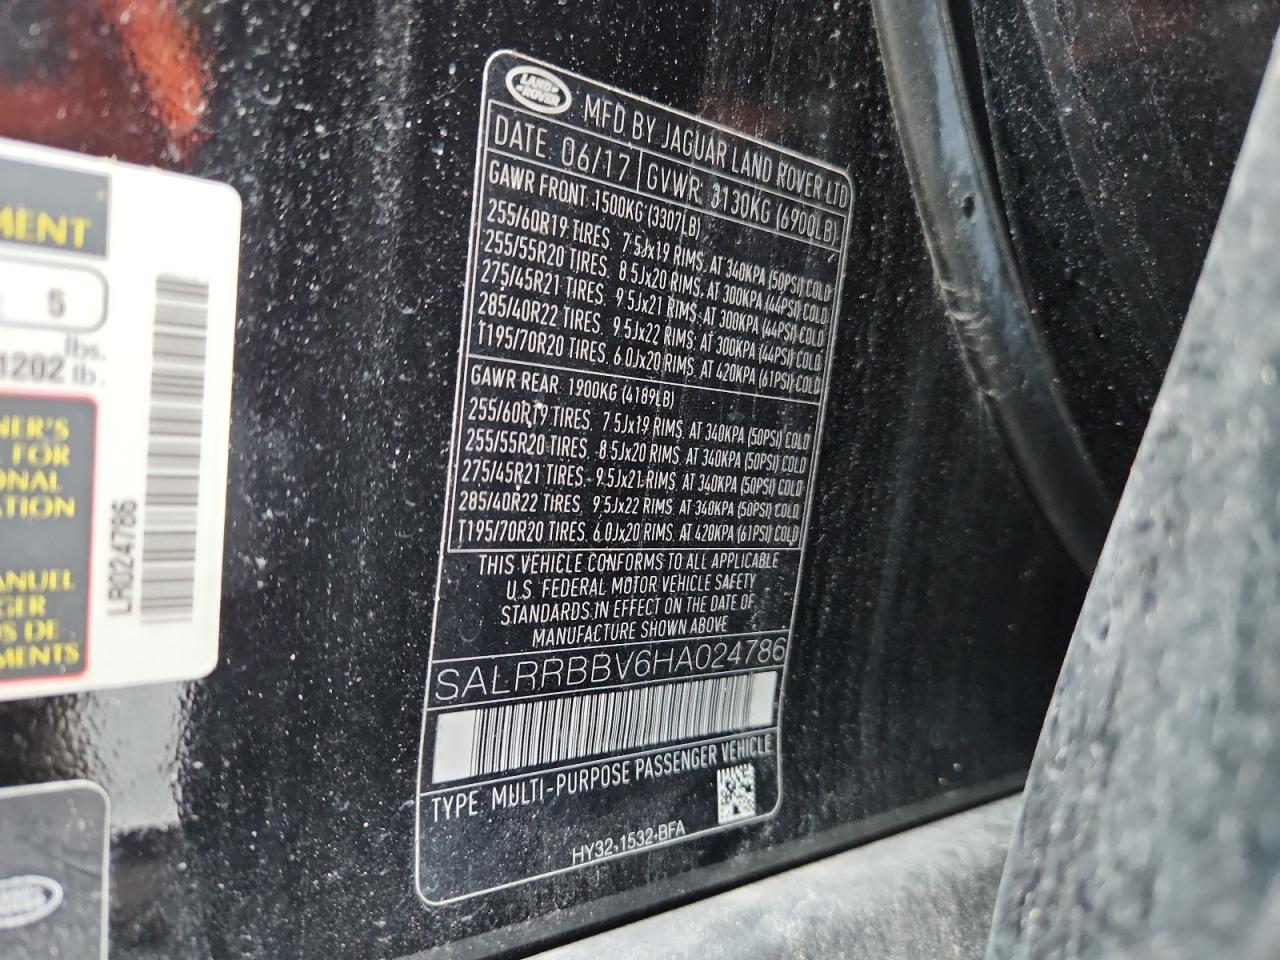 MENT
5
lbs.
1202 lb.
NER'S
FOR
ONAL
ATION
ANUEL
GER
S DE
MENTS
LR024786
LAND
ROVER
MFD BY JAGUAR LAND ROVER LTD
DATE. 06/17 GVWR. 3130KG (6900LB)
GAWR FRONT. 1500KG (3307LB)
255/60R19 TIRES. 7.5Jx19 RIMS. AT 340KPA (50PSI) COLD
255/55R20 TIRES. 8.5Jx20 RIMS. AT 300KPA (44PSI) COLD
275/45R21 TIRES. 9.5Jx21 RIMS. AT 300KPA (44PSI) COLD
285/40R22 TIRES. 9.5Jx22 RIMS. AT 300KPA (44PSI) COLD
†195/70R20 TIRES. 6.0Jx20 RIMS. AT 420KPA (61PSI) COLD
GAWR REAR. 1900KG (4189LB)
255/60R19 TIRES. 7.5Jx19 RIMS. AT 340KPA (50PSI) COLD
255/55R20 TIRES. 8.5Jx20 RIMS. AT 340KPA (50PSI) COLD
275/45R21 TIRES. 9.5Jx21 RIMS. AT 340KPA (50PSI) COLD
285/40R22 TIRES. 9.5Jx22 RIMS. AT 340KPA (50PSI) COLD
†195/70R20 TIRES. 6.0Jx20 RIMS. AT 420KPA (61PSI) COLD
THIS VEHICLE CONFORMS TO ALL APPLICABLE
U.S. FEDERAL MOTOR VEHICLE SAFETY
STANDARDS IN EFFECT ON THE DATE OF
MANUFACTURE SHOWN ABOVE
SALRRBBV6HA024786
TYPE. MULTI-PURPOSE PASSENGER VEHICLE
HY32-1532-BFA